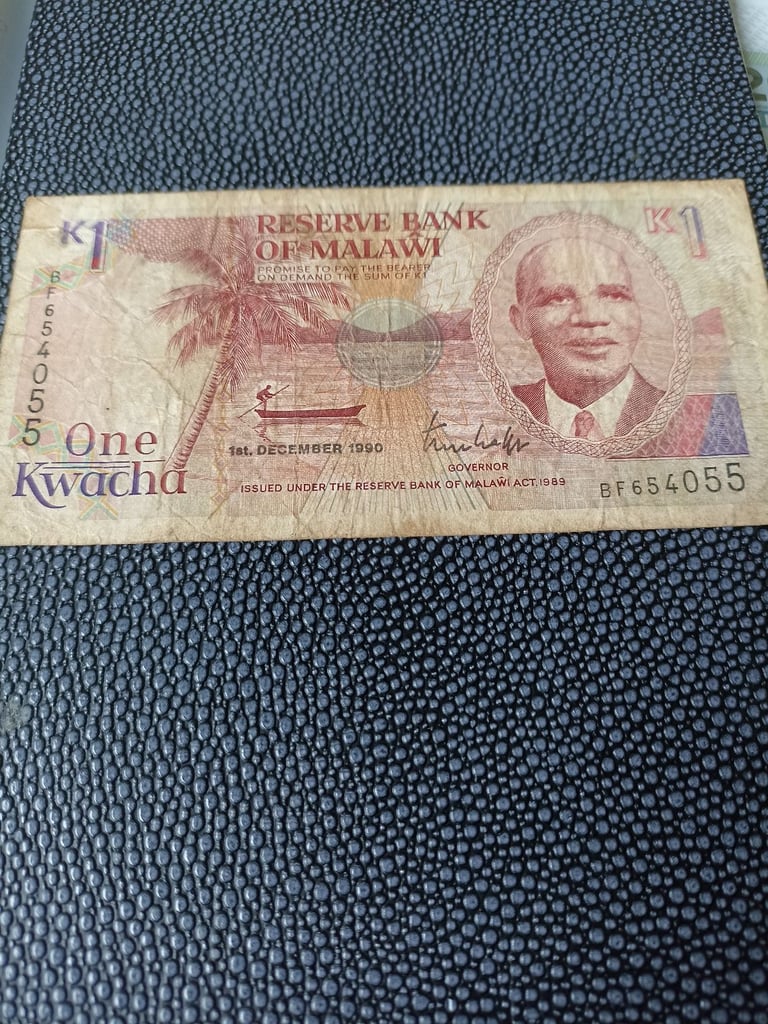 K1
RESERVE BANK
OF MALAŴI
PROMISE TO PAY THE BEARER
ON DEMAND THE SUM OF K1
K1
BF654055
One
Kwacha
1st. DECEMBER 1990
GOVERNOR
ISSUED UNDER THE RESERVE BANK OF MALAŴI ACT.1989
BF654055